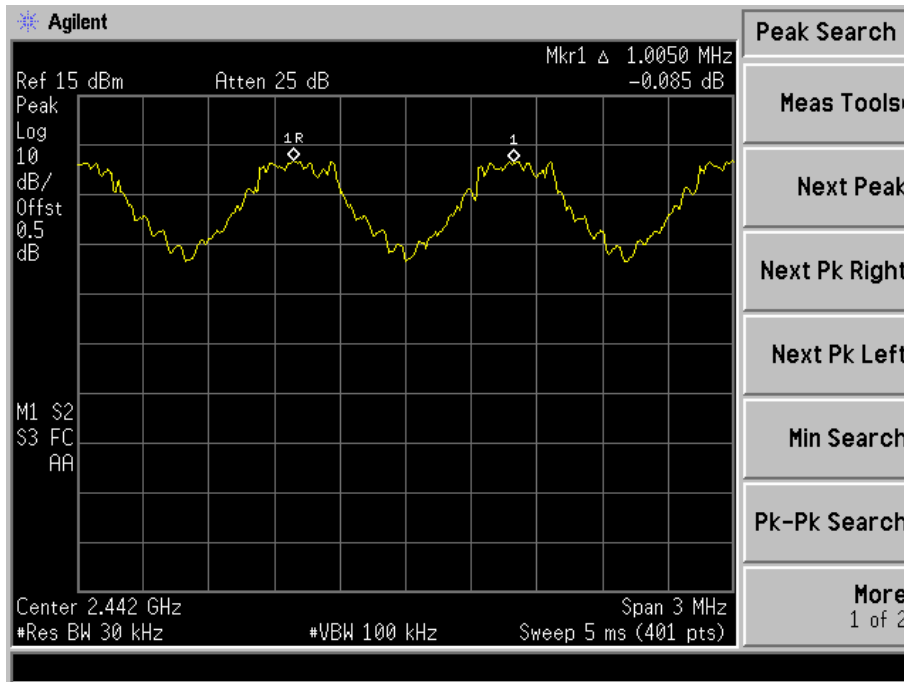 Agilent
Peak Search
Mkr1 Δ 1.0050 MHz
Ref 15 dBm Atten 25 dB -0.085 dB
Peak
Log
10
dB/
Offst
0.5
dB
1R
1
M1 S2
S3 FC
AA
Center 2.442 GHz Span 3 MHz
#Res BW 30 kHz #VBW 100 kHz Sweep 5 ms (401 pts)
Meas Tools
Next Peak
Next Pk Right
Next Pk Left
Min Search
Pk-Pk Search
More
1 of 2